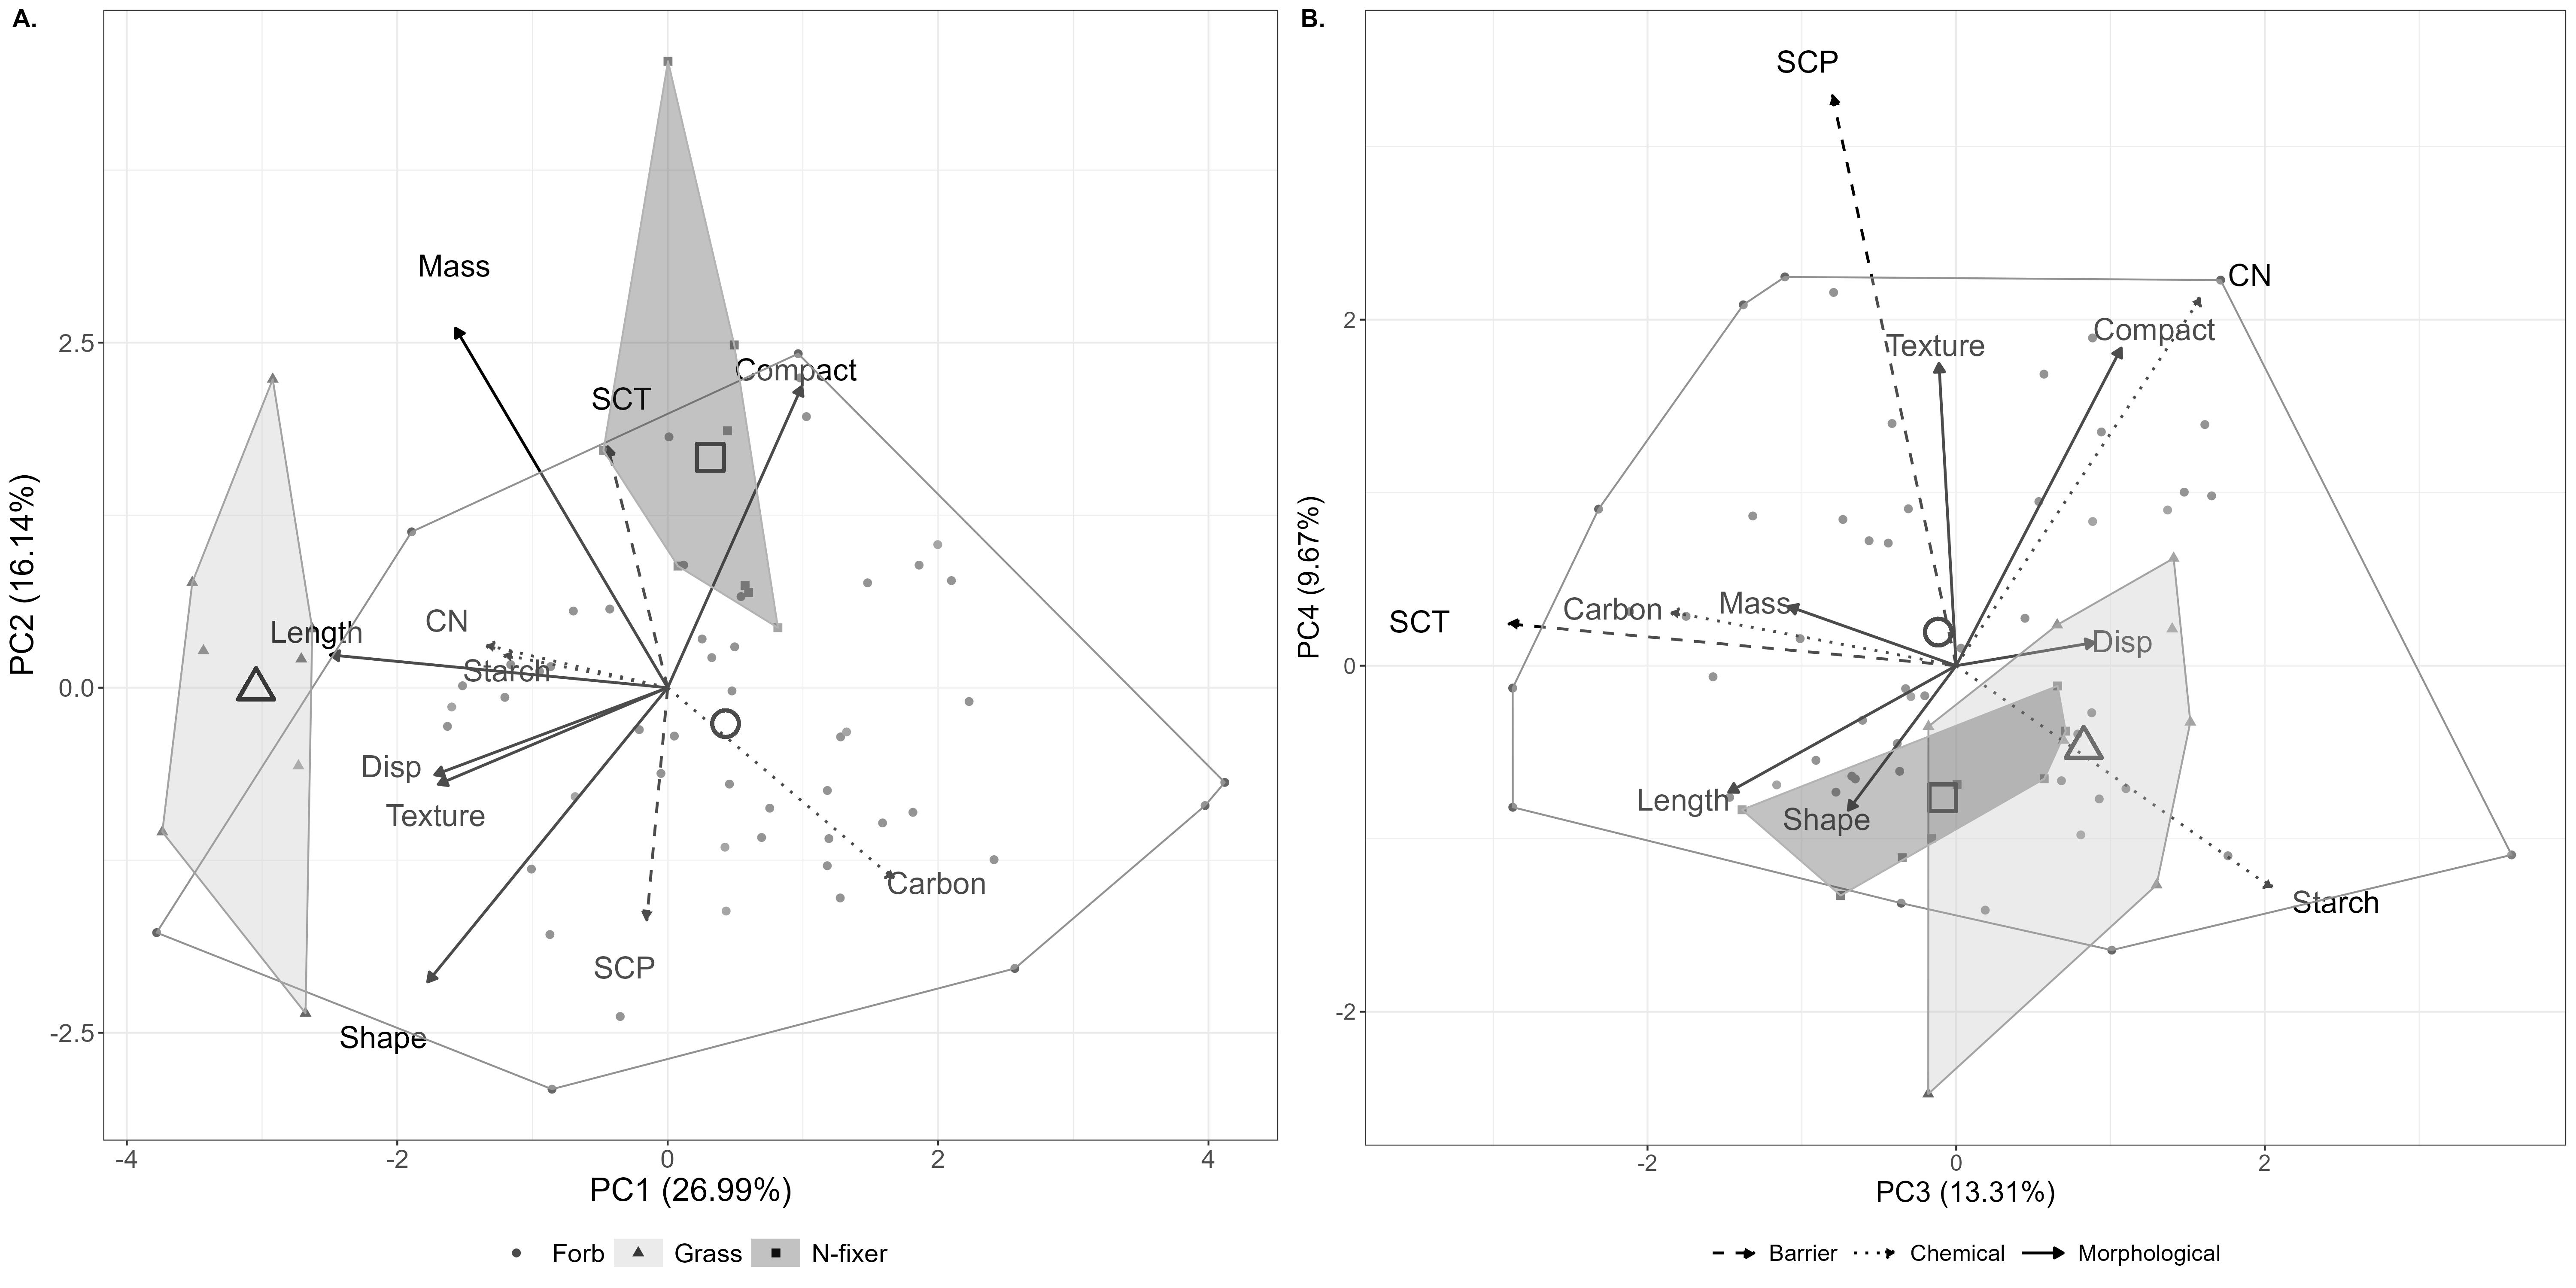 A.
Mass
2.5
Compact
SCT
CN
Length
Starch
0.0
Disp
Texture
Carbon
SCP
-2.5
Shape
-4
-2
0
2
4
PC1 (26.99%)
PC2 (16.14%)
Forb
Grass
N-fixer
B.
SCP
CN
2
Compact
Texture
Carbon
Mass
SCT
Disp
0
Length
Shape
Starch
-2
-2
0
2
PC3 (13.31%)
PC4 (9.67%)
Barrier
Chemical
Morphological